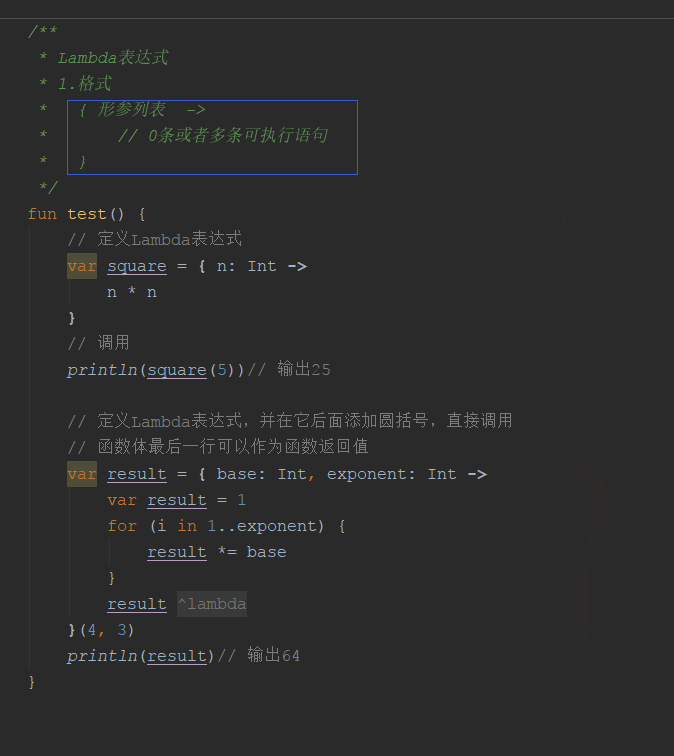 /**
 * Lambda表达式
 * 1.格式
 *   { 形参列表  ->
 *       // 0条或者多条可执行语句
 *   }
 */
fun test() {
    // 定义Lambda表达式
    var square = { n: Int ->
        n * n
    }
    // 调用
    println(square(5))// 输出25

    // 定义Lambda表达式，并在它后面添加圆括号，直接调用
    // 函数体最后一行可以作为函数返回值
    var result = { base: Int, exponent: Int ->
        var result = 1
        for (i in 1..exponent) {
            result *= base
        }
        result ^lambda
    }(4, 3)
    println(result)// 输出64
}